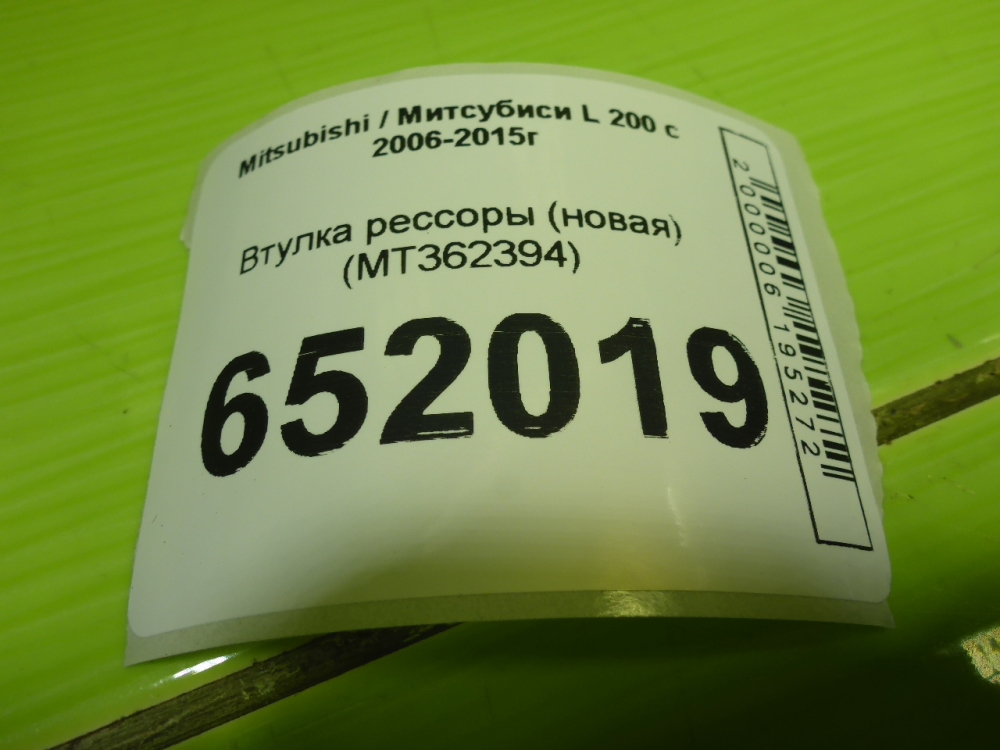 Mitsubishi / Митсубиси L 200 с
2006-2015г
Втулка рессоры (новая)
(MT362394)
652019
2000006195272